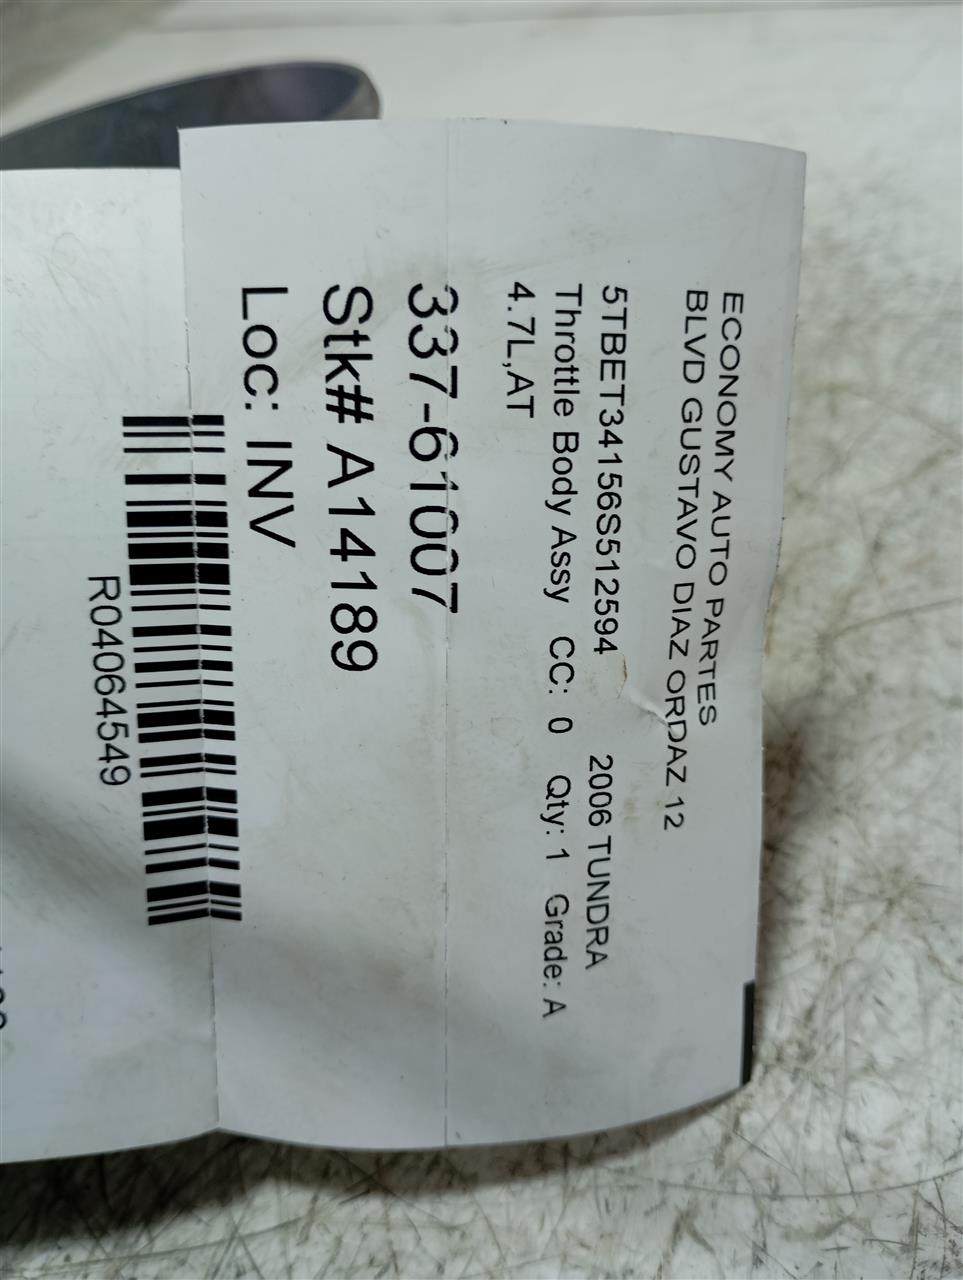 ECONOMY AUTO PARTES
BLVD GUSTAVO DIAZ ORDAZ 12
5TBET34156S512594 2006 TUNDRA
Throttle Body Assy CC: 0 Qty: 1 Grade: A
4.7L,AT
337-61007
Stk# A14189
Loc: INV
R04064549